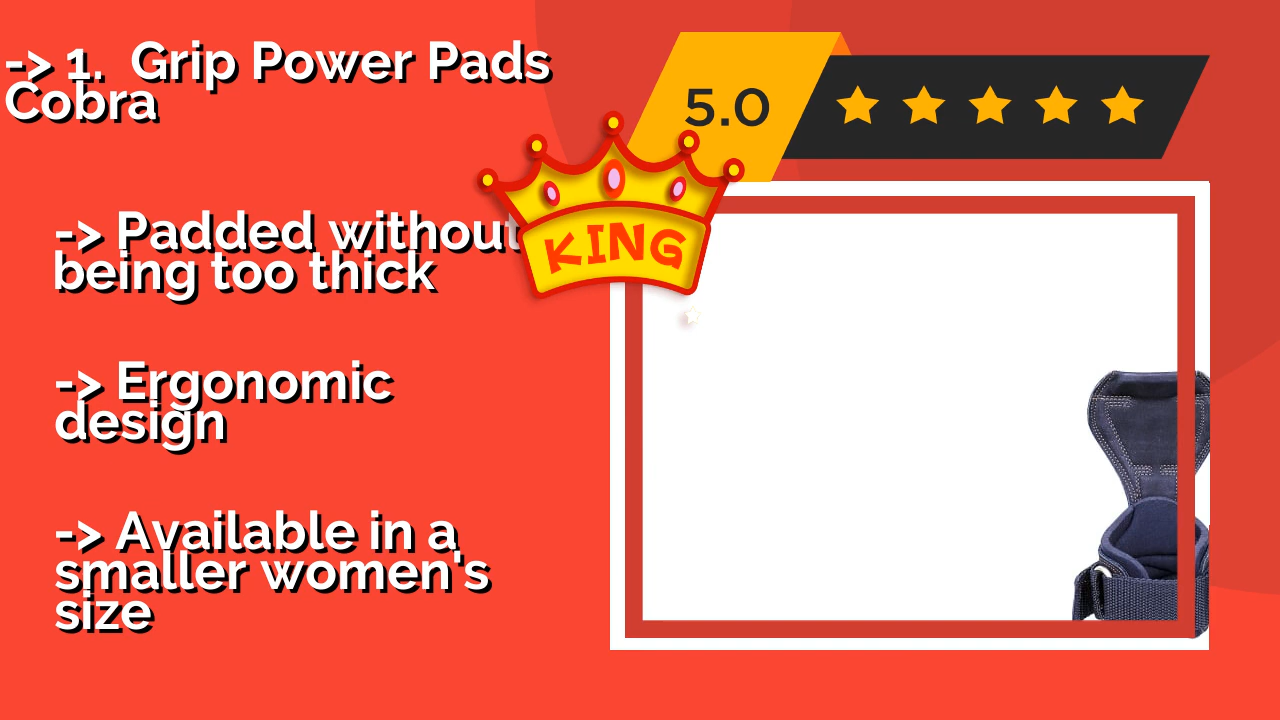 -> 1.  Grip Power Pads
Cobra
5.0
KING
-> Padded without
being too thick
-> Ergonomic
design
-> Available in a
smaller women's
size